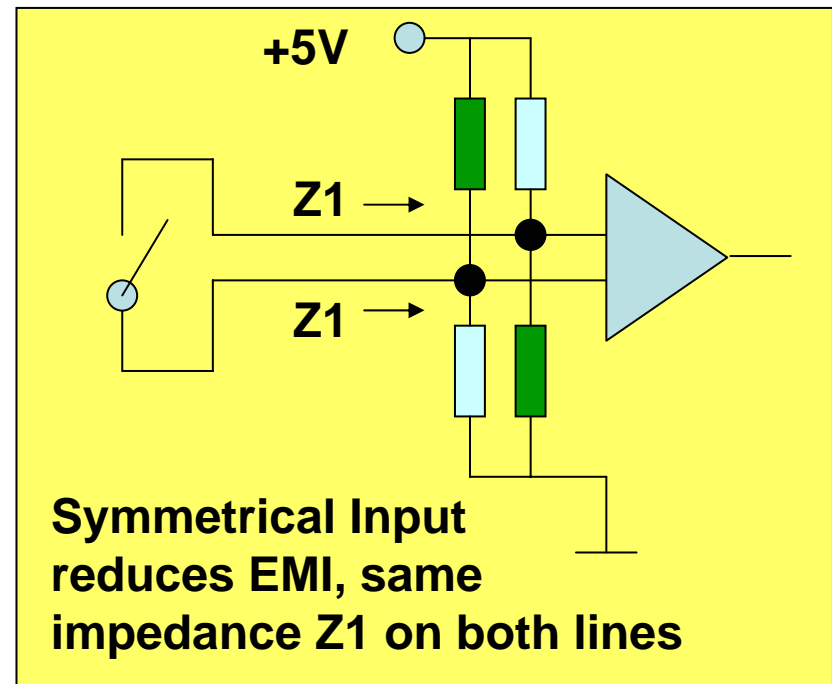 +5V
Z1
Z1
Symmetrical Input
reduces EMI, same
impedance Z1 on both lines